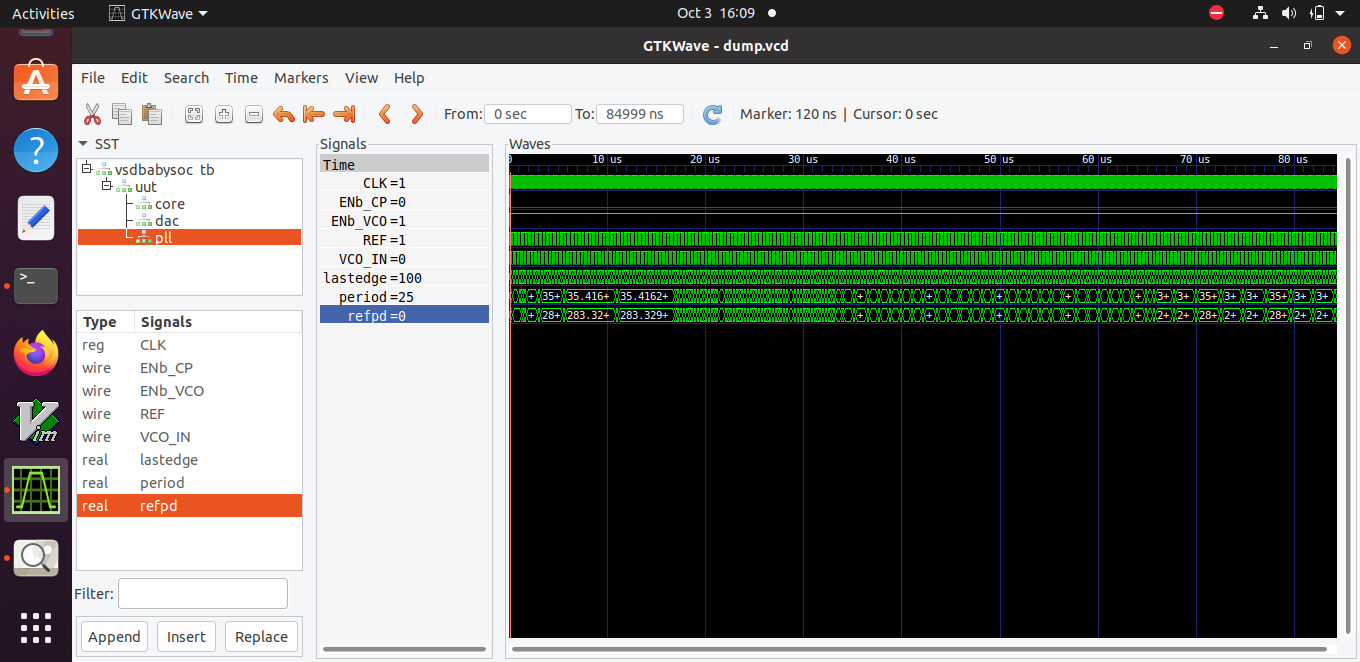 Activities GTKWave Oct 3 16:09
GTKWave - dump.vcd
File Edit Search Time Markers View Help
From: 0 sec To: 84999 ns Marker: 120 ns | Cursor: 0 sec
SST
vsdbabysoc_tb
uut
core
dac
pll
Type Signals
reg CLK
wire ENb_CP
wire ENb_VCO
wire REF
wire VCO_IN
real lastedge
real period
real refpd
Filter:
Append Insert Replace
Signals
Time
CLK=1
ENb_CP=0
ENb_VCO=1
REF=1
VCO_IN=0
lastedge=100
period=25
refpd=0
Waves
0 10 us 20 us 30 us 40 us 50 us 60 us 70 us 80 us
+ 35+ 35.416+ 35.4162+ + + + + + 3+ 3+ 35+ 3+ 3+ 35+ 3+ 3+
+ 28+ 283.32+ 283.329+ + + + + + 2+ 2+ 28+ 2+ 2+ 28+ 2+ 2+
>_
?
Vim